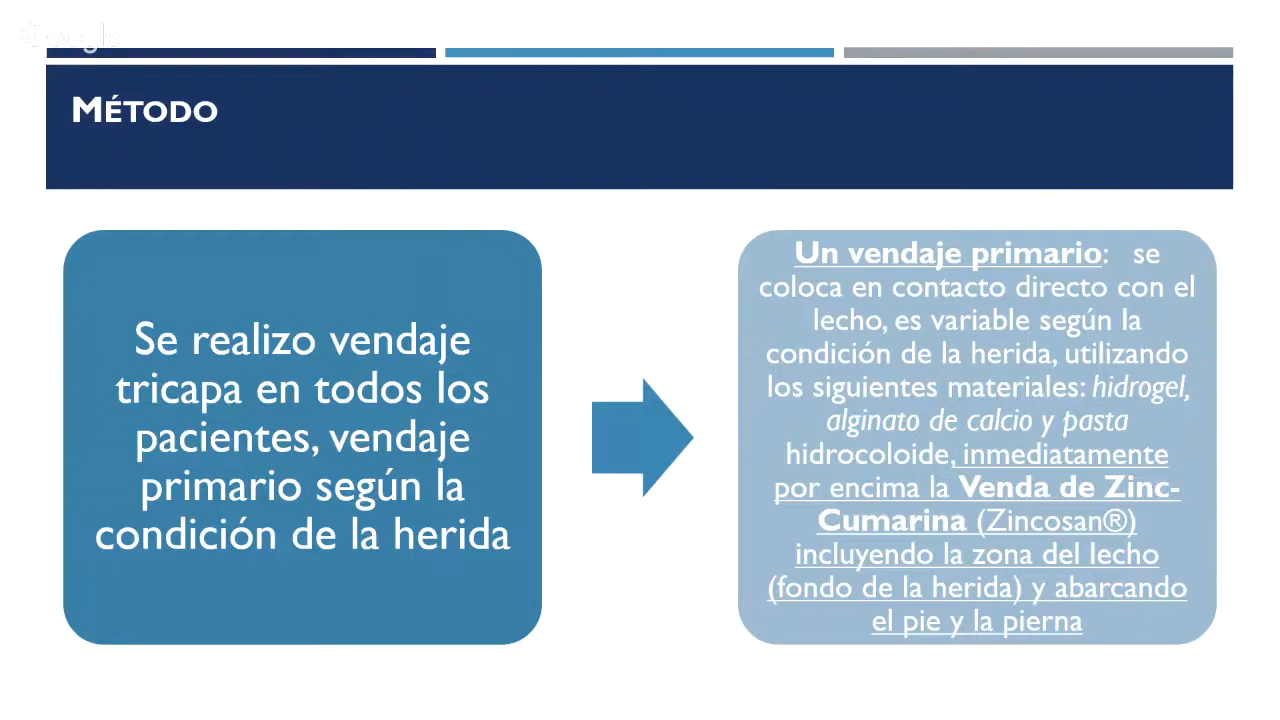 MÉTODO
Se realizo vendaje
tricapa en todos los
pacientes, vendaje
primario según la
condición de la herida
Un vendaje primario: se
coloca en contacto directo con el
lecho, es variable según la
condición de la herida, utilizando
los siguientes materiales: hidrogel,
alginato de calcio y pasta
hidrocoloide, inmediatamente
por encima la Venda de Zinc-
Cumarina (Zincosan®)
incluyendo la zona del lecho
(fondo de la herida) y abarcando
el pie y la pierna